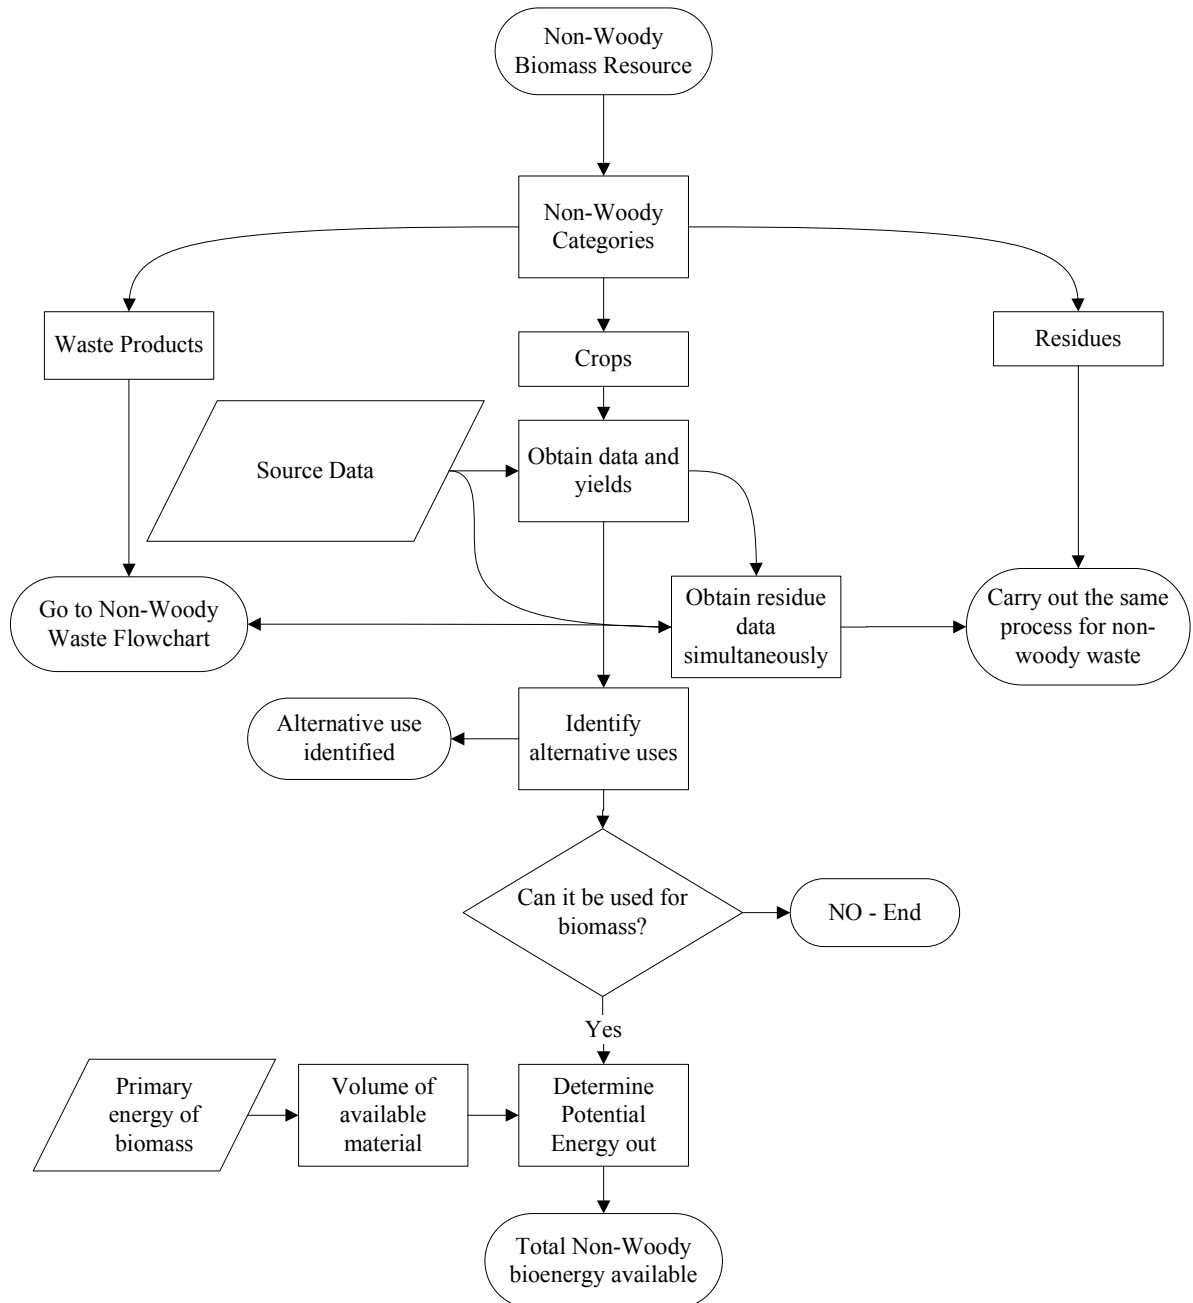 Non-Woody
Biomass Resource
Non-Woody
Categories
Waste Products
Crops
Residues
Source Data
Obtain data and
yields
Go to Non-Woody
Waste Flowchart
Obtain residue
data
simultaneously
Carry out the same
process for non-
woody waste
Alternative use
identified
Identify
alternative uses
Can it be used for
biomass?
NO - End
Yes
Primary
energy of
biomass
Volume of
available
material
Determine
Potential
Energy out
Total Non-Woody
bioenergy available